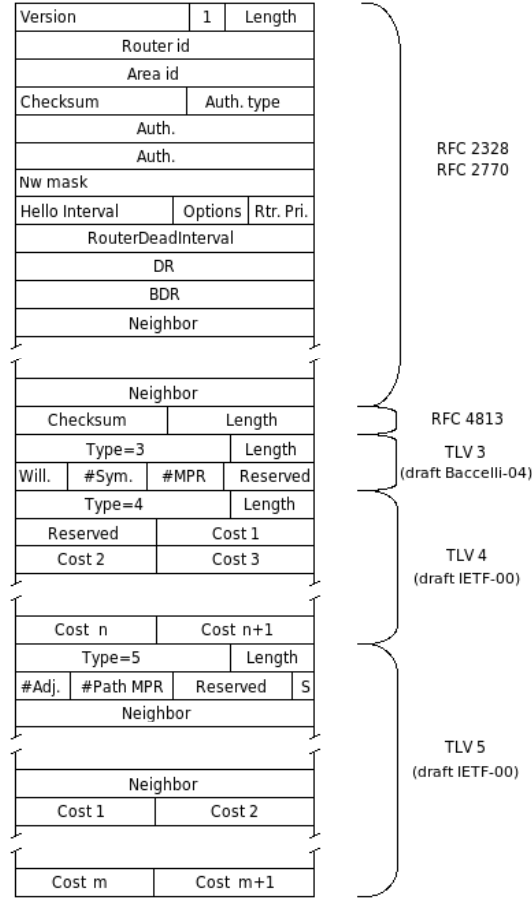 Version 1 Length
Router id
Area id
Checksum Auth. type
Auth.
Auth.
Nw mask
Hello Interval Options Rtr. Pri.
RouterDeadInterval
DR
BDR
Neighbor
Neighbor
Checksum Length
Type=3 Length
Will. #Sym. #MPR Reserved
Type=4 Length
Reserved Cost 1
Cost 2 Cost 3
Cost n Cost n+1
Type=5 Length
#Adj. #Path MPR Reserved S
Neighbor
Neighbor
Cost 1 Cost 2
Cost m Cost m+1
RFC 2328
RFC 2770
RFC 4813
TLV 3
(draft Baccelli-04)
TLV 4
(draft IETF-00)
TLV 5
(draft IETF-00)